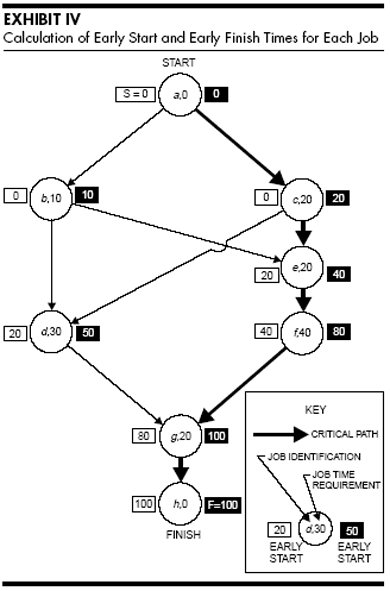 EXHIBIT IV
Calculation of Early Start and Early Finish Times for Each Job
START
S = 0 a,0 0
0 b,10 10
0 c,20 20
20 e,20 40
20 d,30 50
40 f,40 80
80 g,20 100
100 h,0 F=100
FINISH
KEY
CRITICAL PATH
JOB IDENTIFICATION
JOB TIME
REQUIREMENT
20 d,30 50
EARLY EARLY
START START